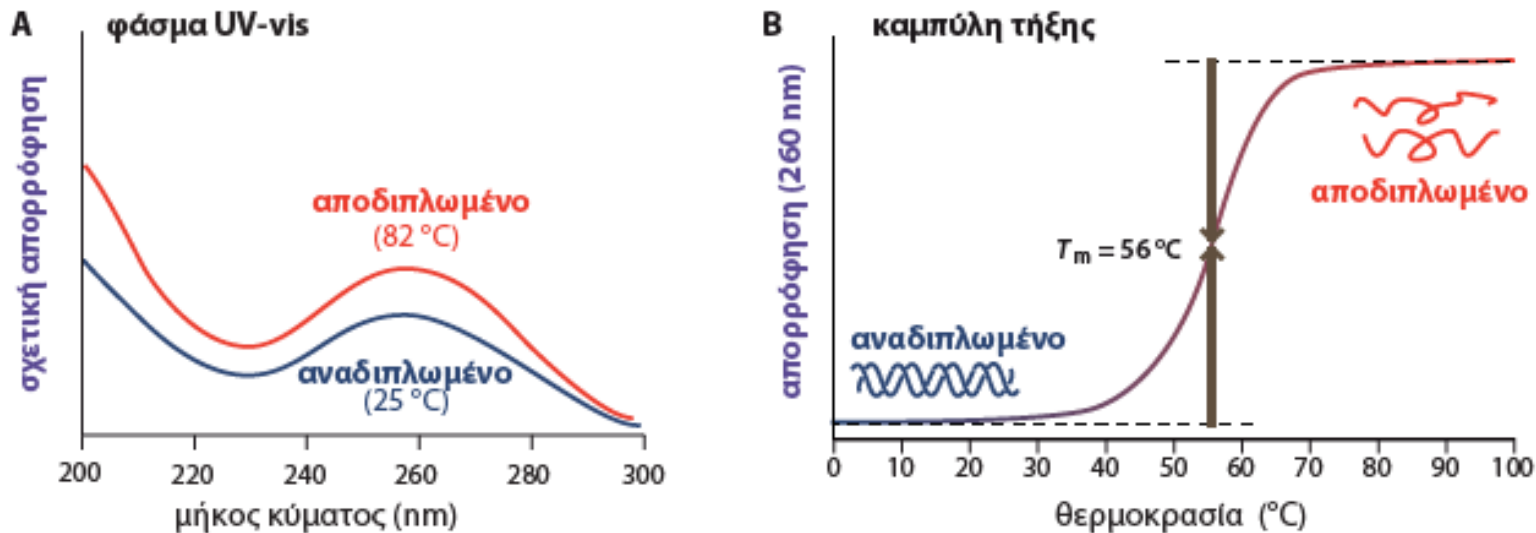 A φάσμα UV-vis
σχετική απορρόφηση
αποδιπλωμένο
(82 °C)
αναδιπλωμένο
(25 °C)
200 220 240 260 280 300
μήκος κύματος (nm)
B καμπύλη τήξης
απορρόφηση (260 nm)
αποδιπλωμένο
Tm = 56 °C
αναδιπλωμένο
0 10 20 30 40 50 60 70 80 90 100
θερμοκρασία (°C)